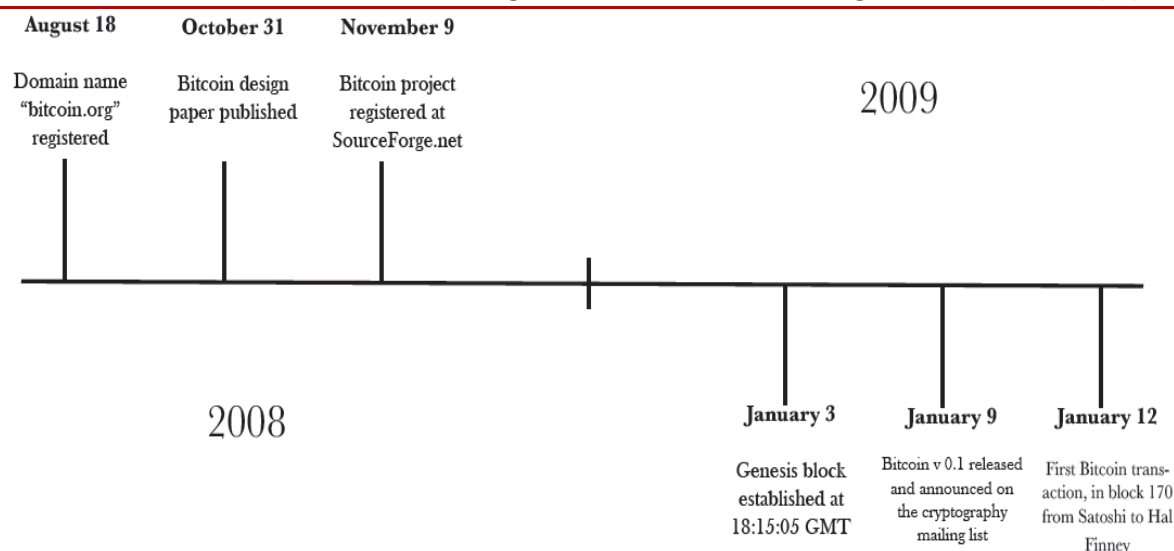 August 18
Domain name
“bitcoin.org”
registered
October 31
Bitcoin design
paper published
November 9
Bitcoin project
registered at
SourceForge.net
2009
2008
January 3
Genesis block
established at
18:15:05 GMT
January 9
Bitcoin v 0.1 released
and announced on
the cryptography
mailing list
January 12
First Bitcoin trans-
action, in block 170
from Satoshi to Hal
Finney